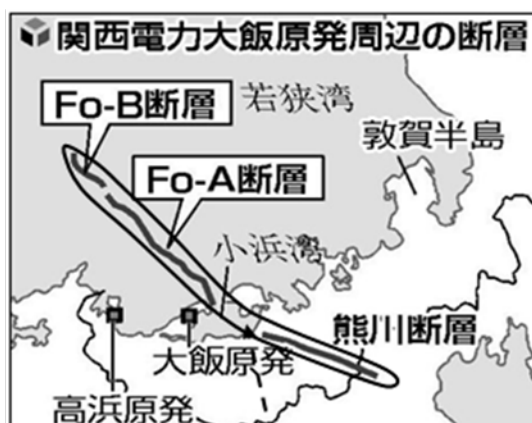 関西電力大飯原発周辺の断層
Fo-B断層
若狭湾
敦賀半島
Fo-A断層
小浜湾
熊川断層
大飯原発
高浜原発